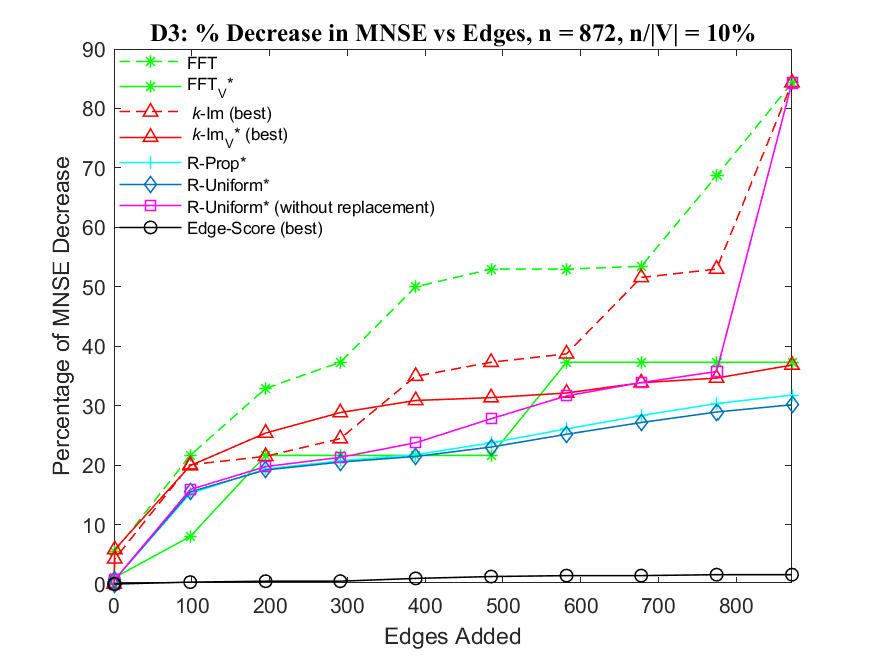 D3: % Decrease in MNSE vs Edges, n = 872, n/|V| = 10%
90
80
70
60
50
40
30
20
10
0
Percentage of MNSE Decrease
FFT
FFT_V*
k-Im (best)
k-Im_V* (best)
R-Prop*
R-Uniform*
R-Uniform* (without replacement)
Edge-Score (best)
0 100 200 300 400 500 600 700 800
Edges Added